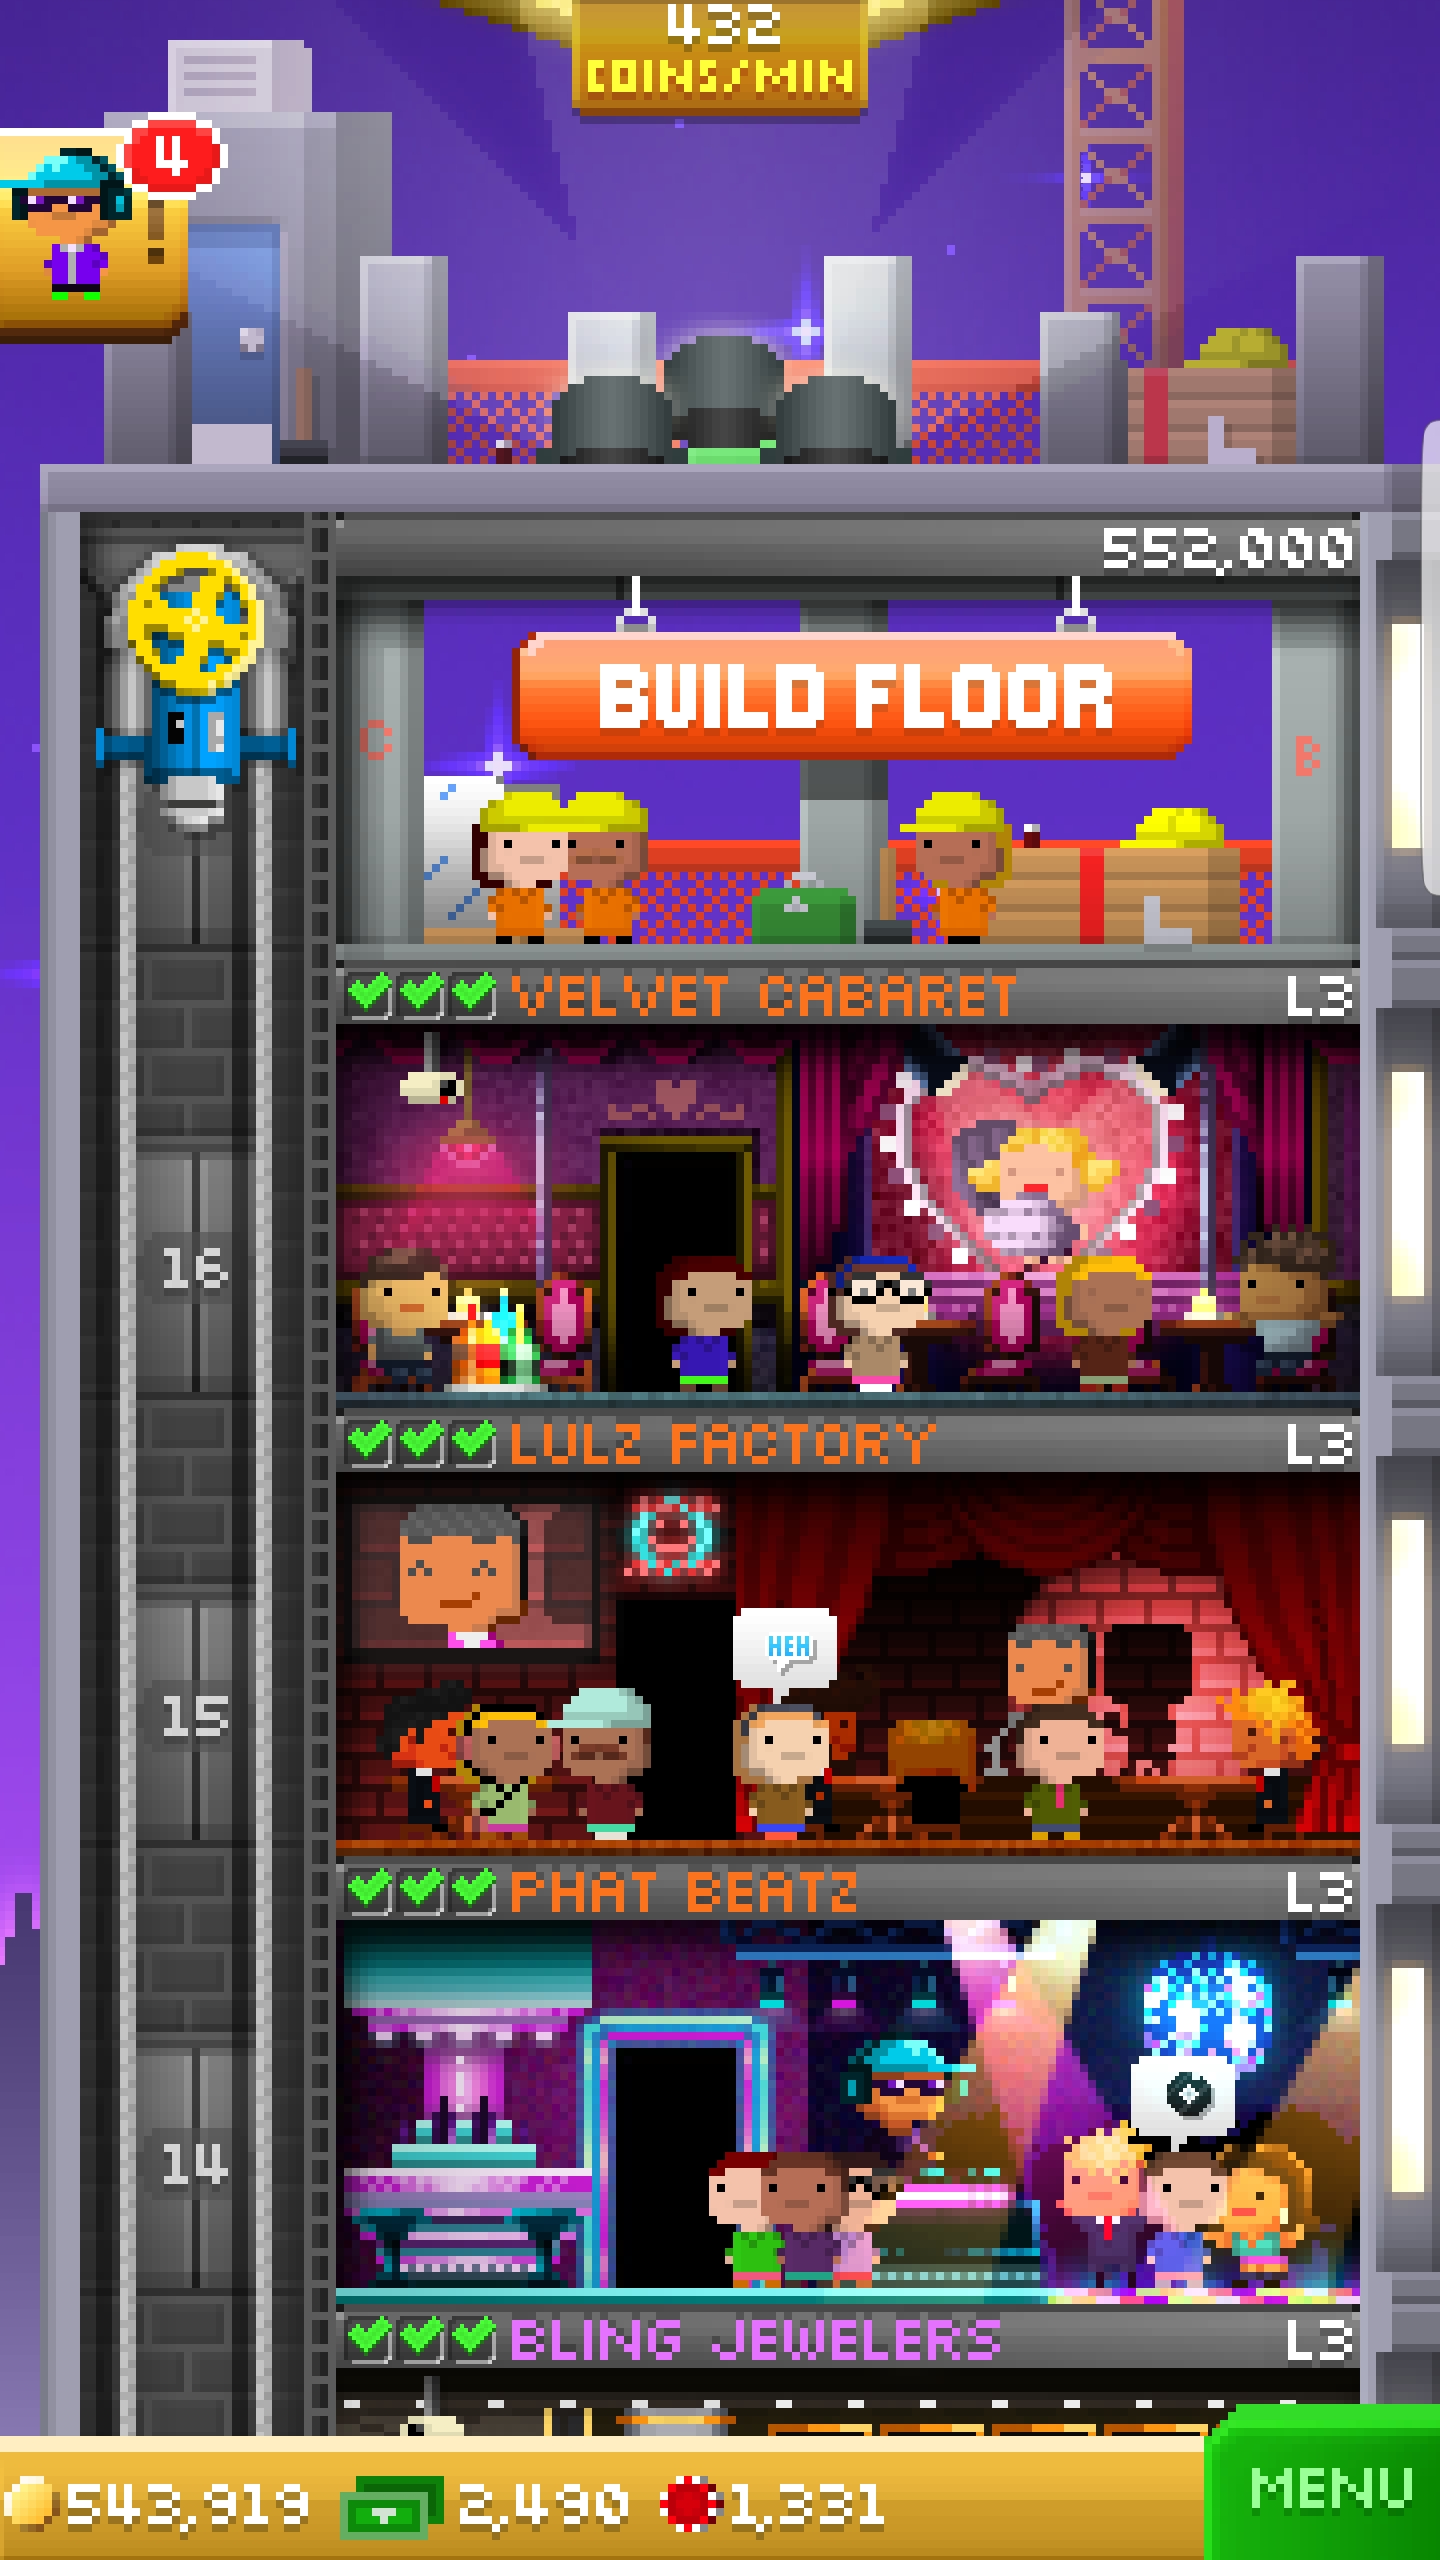 432
COINS/MIN
4
!
552,000
BUILD FLOOR
C
B
VELVET CABARET L3
16
LULZ FACTORY L3
HEH
15
PHAT BEATZ L3
14
BLING JEWELERS L3
543,919 2,490 1,331 MENU